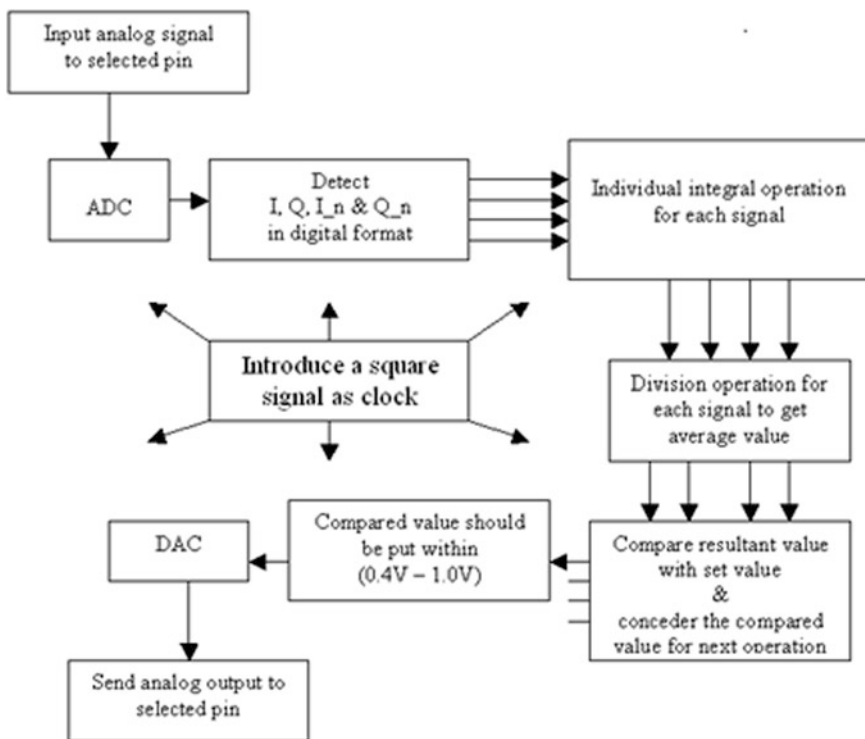 Input analog signal
to selected pin
ADC
Detect
I, Q, I_n & Q_n
in digital format
Individual integral operation
for each signal
Introduce a square
signal as clock
Division operation for
each signal to get
average value
DAC
Compared value should
be put within
(0.4V – 1.0V)
Compare resultant value
with set value
&
conceder the compared
value for next operation
Send analog output to
selected pin